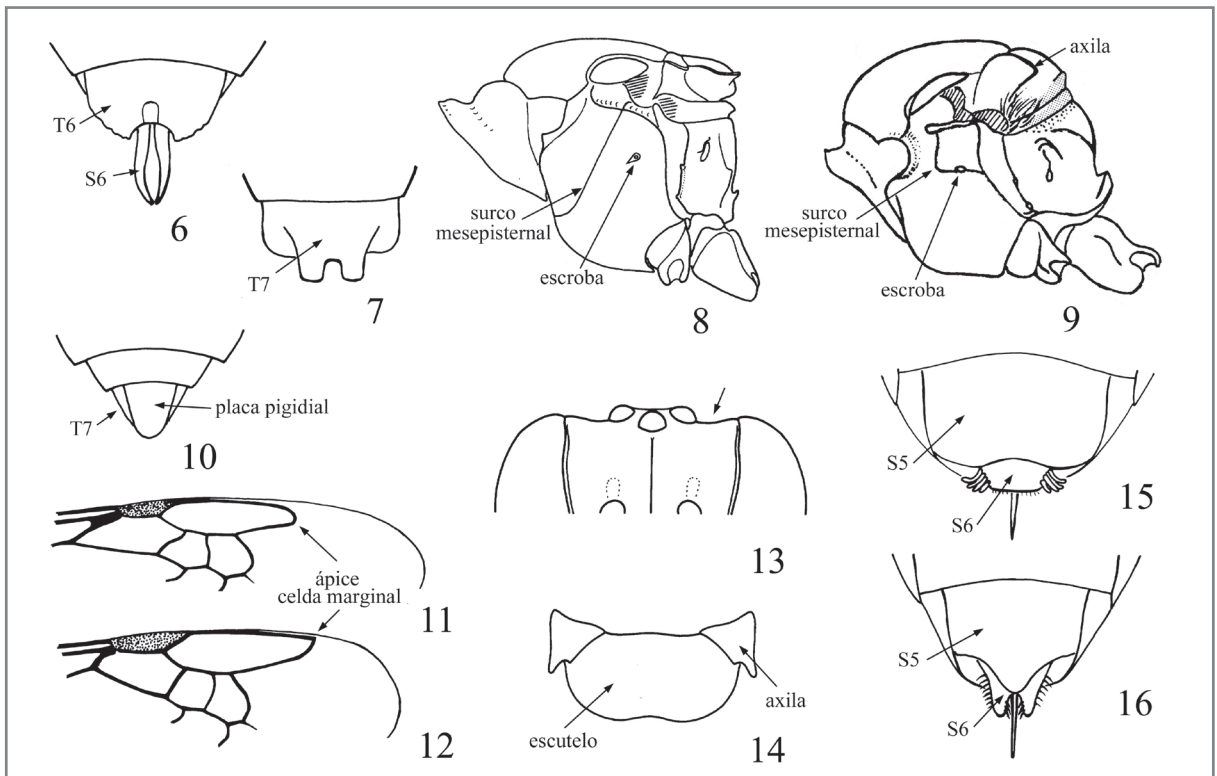 T6
S6
6
T7
7
surco
mesepisternal
escroba
8
axila
surco
mesepisternal
escroba
9
T7
placa pigidial
10
ápice
celda marginal
11
12
13
escutelo
axila
14
S5
S6
15
S5
S6
16